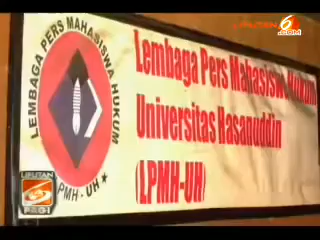 LIPUTAN 6
.COM
LEMBAGA PERS MAHASISWA HUKUM
LPMH-UH
Lembaga Pers Mahasiswa Hukum
Universitas Hasanuddin
(LPMH-UH)
LIPUTAN
6
PAGI